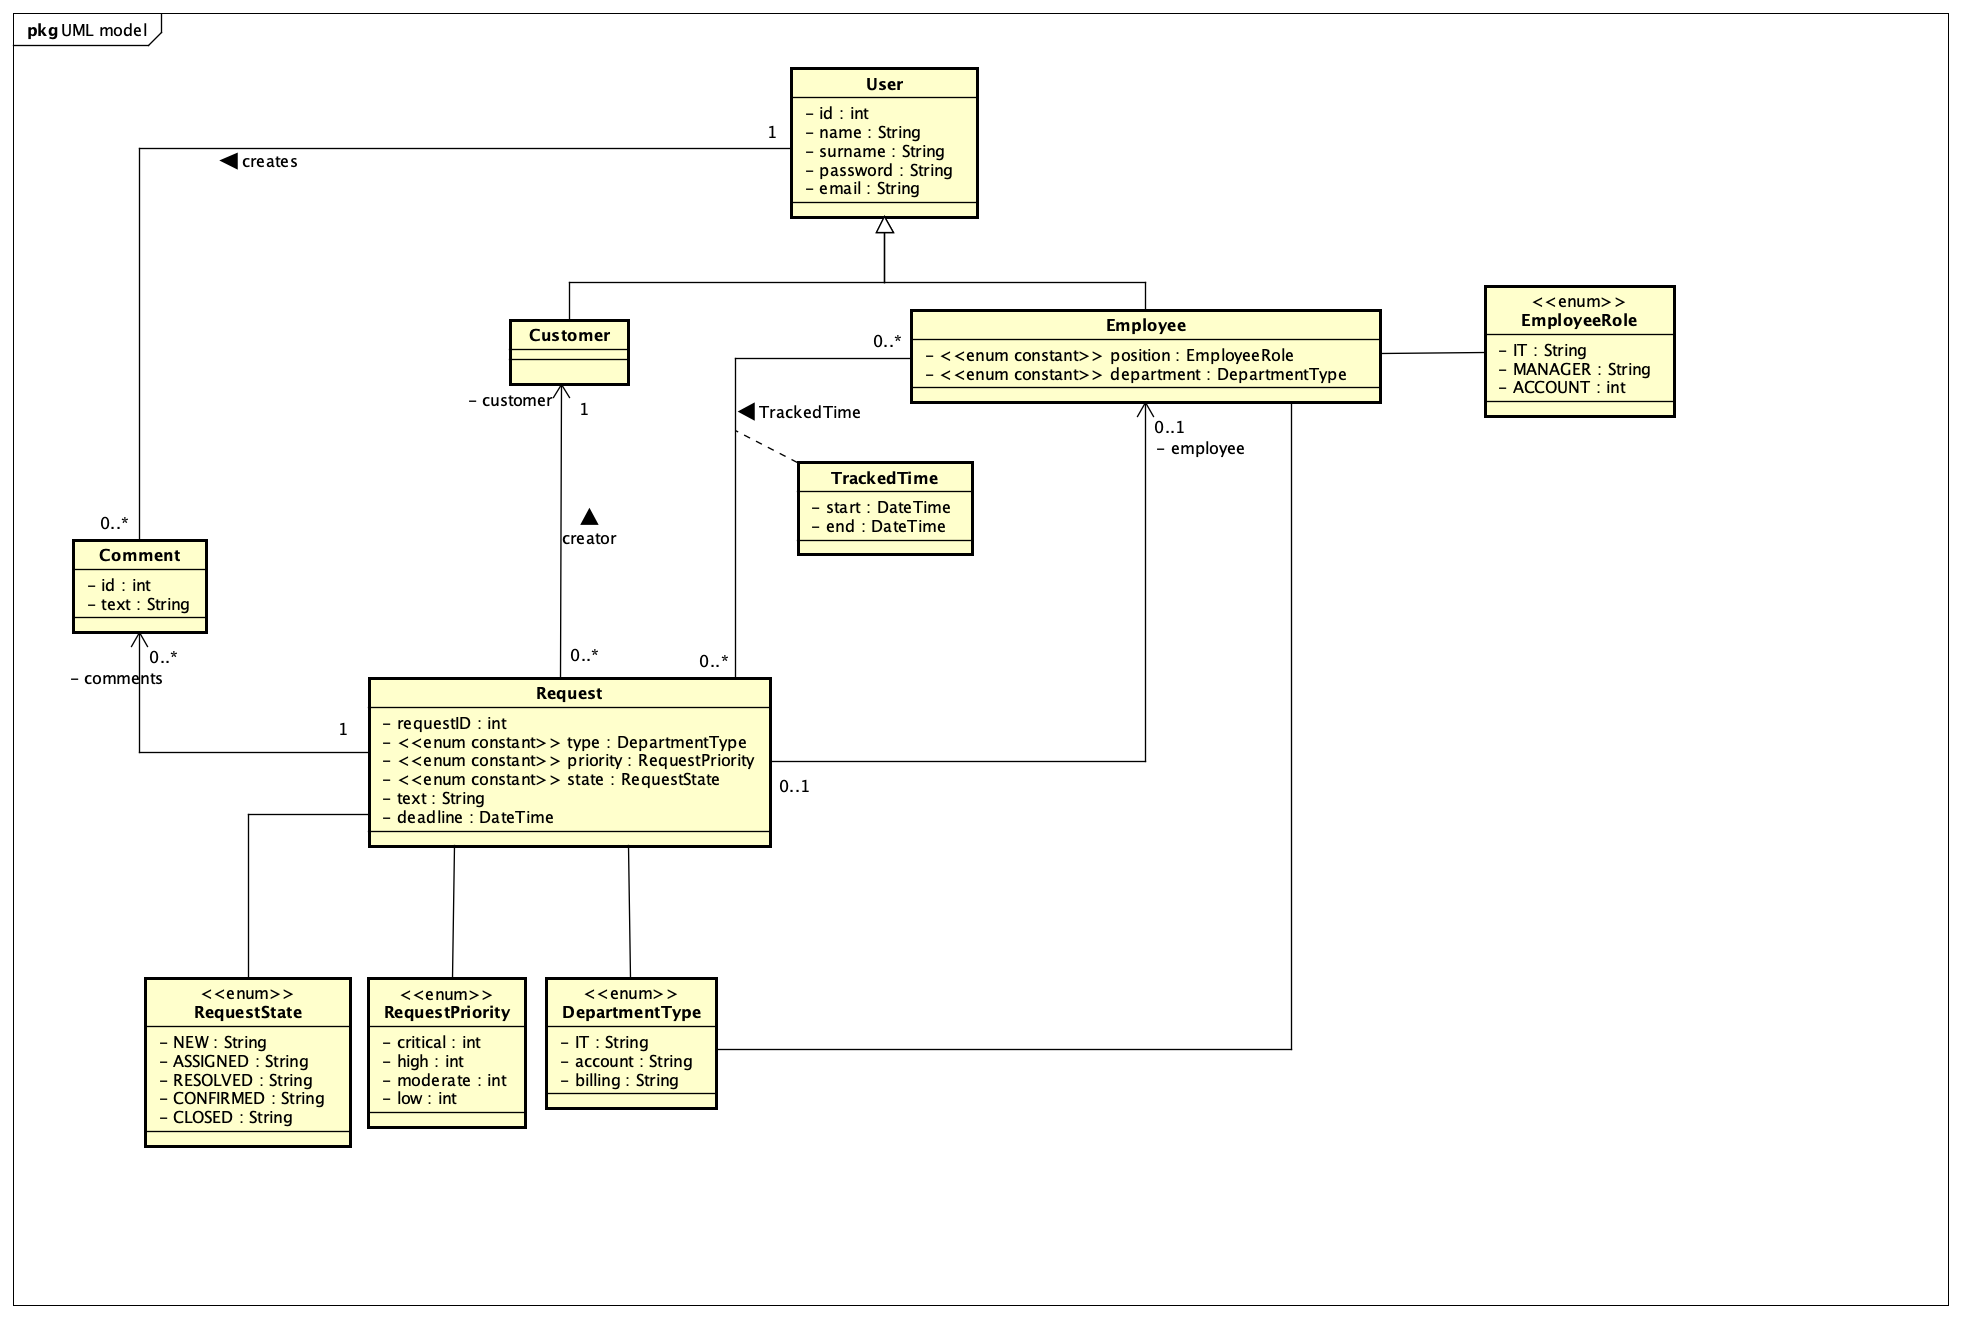 pkg UML model
User
- id : int
- name : String
- surname : String
- password : String
- email : String
1
creates
Customer
- customer
1
Employee
- <<enum constant>> position : EmployeeRole
- <<enum constant>> department : DepartmentType
0..*
<<enum>>
EmployeeRole
- IT : String
- MANAGER : String
- ACCOUNT : int
TrackedTime
0..1
- employee
TrackedTime
- start : DateTime
- end : DateTime
creator
0..*
Comment
- id : int
- text : String
0..*
- comments
0..*
0..*
1
Request
- requestID : int
- <<enum constant>> type : DepartmentType
- <<enum constant>> priority : RequestPriority
- <<enum constant>> state : RequestState
- text : String
- deadline : DateTime
0..1
<<enum>>
RequestState
- NEW : String
- ASSIGNED : String
- RESOLVED : String
- CONFIRMED : String
- CLOSED : String
<<enum>>
RequestPriority
- critical : int
- high : int
- moderate : int
- low : int
<<enum>>
DepartmentType
- IT : String
- account : String
- billing : String